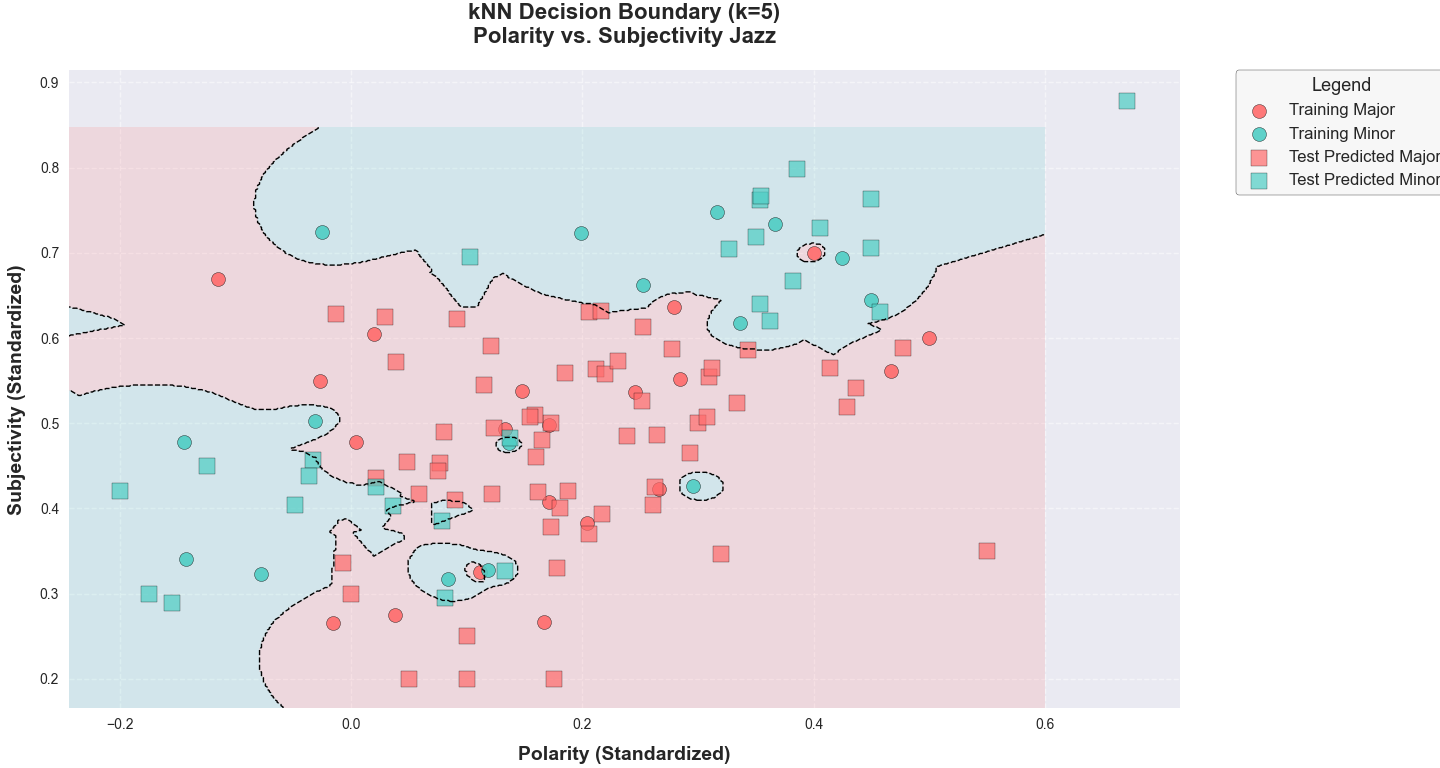 kNN Decision Boundary (k=5)
Polarity vs. Subjectivity Jazz
Legend
Training Major
Training Minor
Test Predicted Major
Test Predicted Minor
Subjectivity (Standardized)
0.9
0.8
0.7
0.6
0.5
0.4
0.3
0.2
−0.2
0.0
0.2
0.4
0.6
Polarity (Standardized)